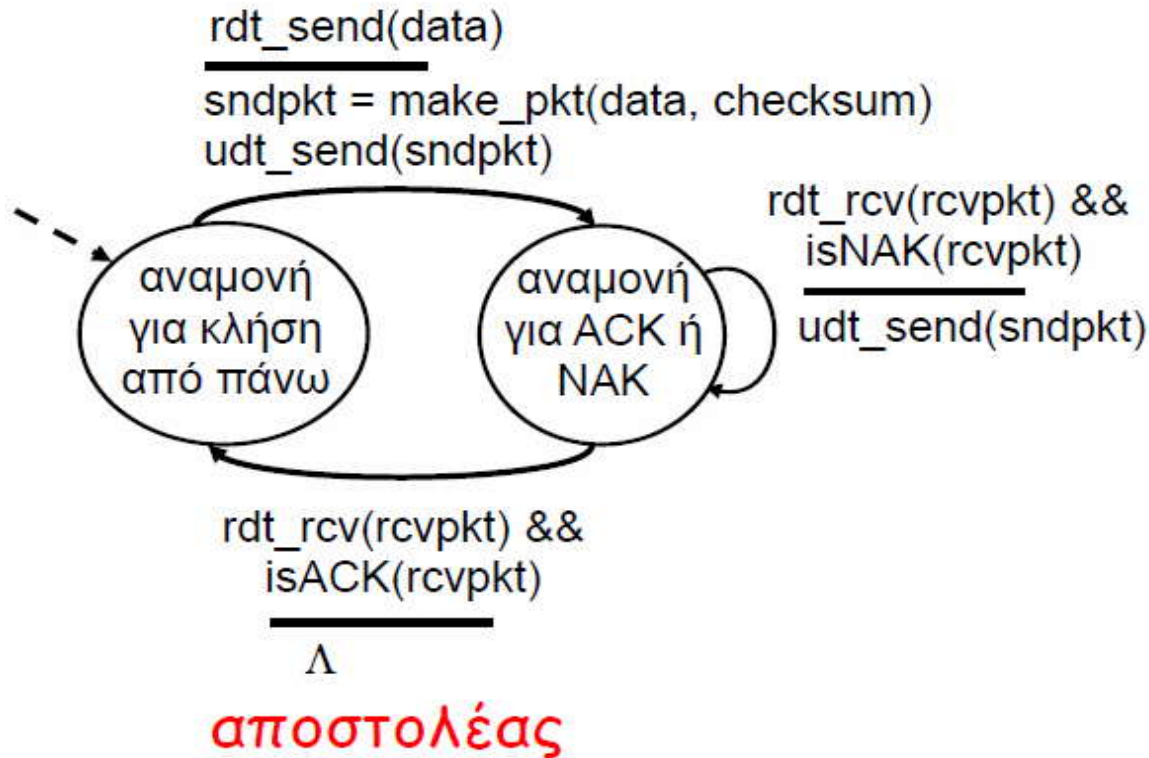 rdt_send(data)
sndpkt = make_pkt(data, checksum)
udt_send(sndpkt)
αναμονή
για κλήση
από πάνω
αναμονή
για ACK ή
NAK
rdt_rcv(rcvpkt) &&
isNAK(rcvpkt)
udt_send(sndpkt)
rdt_rcv(rcvpkt) &&
isACK(rcvpkt)
Λ
αποστολέας